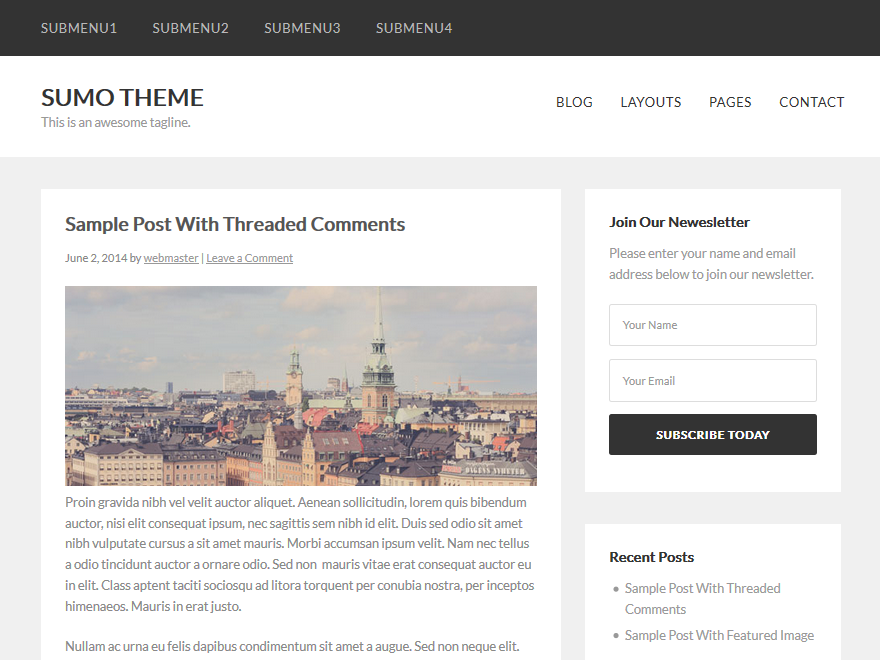 SUBMENU1 SUBMENU2 SUBMENU3 SUBMENU4
SUMO THEME
This is an awesome tagline.
BLOG LAYOUTS PAGES CONTACT
Sample Post With Threaded Comments
June 2, 2014 by webmaster | Leave a Comment
Proin gravida nibh vel velit auctor aliquet. Aenean sollicitudin, lorem quis bibendum
auctor, nisi elit consequat ipsum, nec sagittis sem nibh id elit. Duis sed odio sit amet
nibh vulputate cursus a sit amet mauris. Morbi accumsan ipsum velit. Nam nec tellus
a odio tincidunt auctor a ornare odio. Sed non  mauris vitae erat consequat auctor eu
in elit. Class aptent taciti sociosqu ad litora torquent per conubia nostra, per inceptos
himenaeos. Mauris in erat justo.
Nullam ac urna eu felis dapibus condimentum sit amet a augue. Sed non neque elit.
Join Our Newesletter
Please enter your name and email
address below to join our newsletter.
Your Name
Your Email
SUBSCRIBE TODAY
Recent Posts
Sample Post With Threaded
Comments
Sample Post With Featured Image